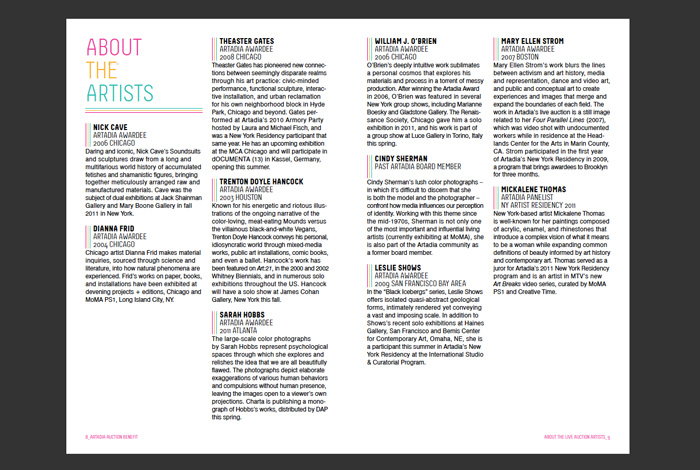 ABOUT
THE
ARTISTS
NICK CAVE
ARTADIA AWARDEE
2006 CHICAGO
Daring and iconic, Nick Cave's Soundsuits
and sculptures draw from a long and
multifarious world history of accumulated
fetishes and shamanistic figures, bringing
together meticulously arranged raw and
manufactured materials. Cave was the
subject of dual exhibitions at Jack Shainman
Gallery and Mary Boone Gallery in fall
2011 in New York.
DIANNA FRID
ARTADIA AWARDEE
2004 CHICAGO
Chicago artist Dianna Frid makes material
inquiries, sourced through science and
literature, into how natural phenomena are
experienced. Frid's works on paper, books,
and installations have been exhibited at
devening projects + editions, Chicago and
MoMA PS1, Long Island City, NY.
THEASTER GATES
ARTADIA AWARDEE
2008 CHICAGO
Theaster Gates has pioneered new connec-
tions between seemingly disparate realms
through his art practice: civic-minded
performance, functional sculpture, interac-
tive installation, and urban reclamation
for his own neighborhood block in Hyde
Park, Chicago and beyond. Gates per-
formed at Artadia's 2010 Armory Party
hosted by Laura and Michael Fisch, and
was a New York Residency participant that
same year. He has an upcoming exhibition
at the MCA Chicago and will participate in
dOCUMENTA (13) in Kassel, Germany,
opening this summer.
TRENTON DOYLE HANCOCK
ARTADIA AWARDEE
2003 HOUSTON
Known for his energetic and riotous illus-
trations of the ongoing narrative of the
color-loving, meat-eating Mounds versus
the villainous black-and-white Vegans,
Trenton Doyle Hancock conveys his personal,
idiosyncratic world through mixed-media
works, public art installations, comic books,
and even a ballet. Hancock's work has
been featured on Art:21, in the 2000 and 2002
Whitney Biennials, and in numerous solo
exhibitions throughout the US. Hancock
will have a solo show at James Cohan
Gallery, New York this fall.
SARAH HOBBS
ARTADIA AWARDEE
2011 ATLANTA
The large-scale color photographs
by Sarah Hobbs represent psychological
spaces through which she explores and
relishes the idea that we are all beautifully
flawed. The photographs depict elaborate
exaggerations of various human behaviors
and compulsions without human presence,
leaving the images open to a viewer's own
projections. Charta is publishing a mono-
graph of Hobbs's works, distributed by DAP
this spring.
WILLIAM J. O'BRIEN
ARTADIA AWARDEE
2006 CHICAGO
O'Brien's deeply intuitive work sublimates
a personal cosmos that explores his
materials and process in a torrent of messy
production. After winning the Artadia Award
in 2006, O'Brien was featured in several
New York group shows, including Marianne
Boesky and Gladstone Gallery. The Renais-
sance Society, Chicago gave him a solo
exhibition in 2011, and his work is part of
a group show at Luce Gallery in Torino, Italy
this spring.
CINDY SHERMAN
PAST ARTADIA BOARD MEMBER
Cindy Sherman's lush color photographs –
in which it's difficult to discern that she
is both the model and the photographer –
confront how media influences our perception
of identity. Working with this theme since
the mid-1970s, Sherman is not only one
of the most important and influential living
artists (currently exhibiting at MoMA), she
is also part of the Artadia community as
a former board member.
LESLIE SHOWS
ARTADIA AWARDEE
2009 SAN FRANCISCO BAY AREA
In the "Black Icebergs" series, Leslie Shows
offers isolated quasi-abstract geological
forms, intimately rendered yet conveying
a vast and imposing scale. In addition to
Shows's recent solo exhibitions at Haines
Gallery, San Francisco and Bemis Center
for Contemporary Art, Omaha, NE, she is
a participant this summer in Artadia's New
York Residency at the International Studio
& Curatorial Program.
MARY ELLEN STROM
ARTADIA AWARDEE
2007 BOSTON
Mary Ellen Strom's work blurs the lines
between activism and art history, media
and representation, dance and video art,
and public and conceptual art to create
experiences and images that merge and
expand the boundaries of each field. The
work in Artadia's live auction is a still image
related to her Four Parallel Lines (2007),
which was video shot with undocumented
workers while in residence at the Head-
lands Center for the Arts in Marin County,
CA. Strom participated in the first year
of Artadia's New York Residency in 2009,
a program that brings awardees to Brooklyn
for three months.
MICKALENE THOMAS
ARTADIA PANELIST
NY ARTIST RESIDENCY 2011
New York-based artist Mickalene Thomas
is well-known for her paintings composed
of acrylic, enamel, and rhinestones that
introduce a complex vision of what it means
to be a woman while expanding common
definitions of beauty informed by art history
and contemporary art. Thomas served as a
juror for Artadia's 2011 New York Residency
program and is an artist in MTV's new
Art Breaks video series, curated by MoMA
PS1 and Creative Time.
8_ARTADIA AUCTION BENEFIT
ABOUT THE LIVE AUCTION ARTISTS_9